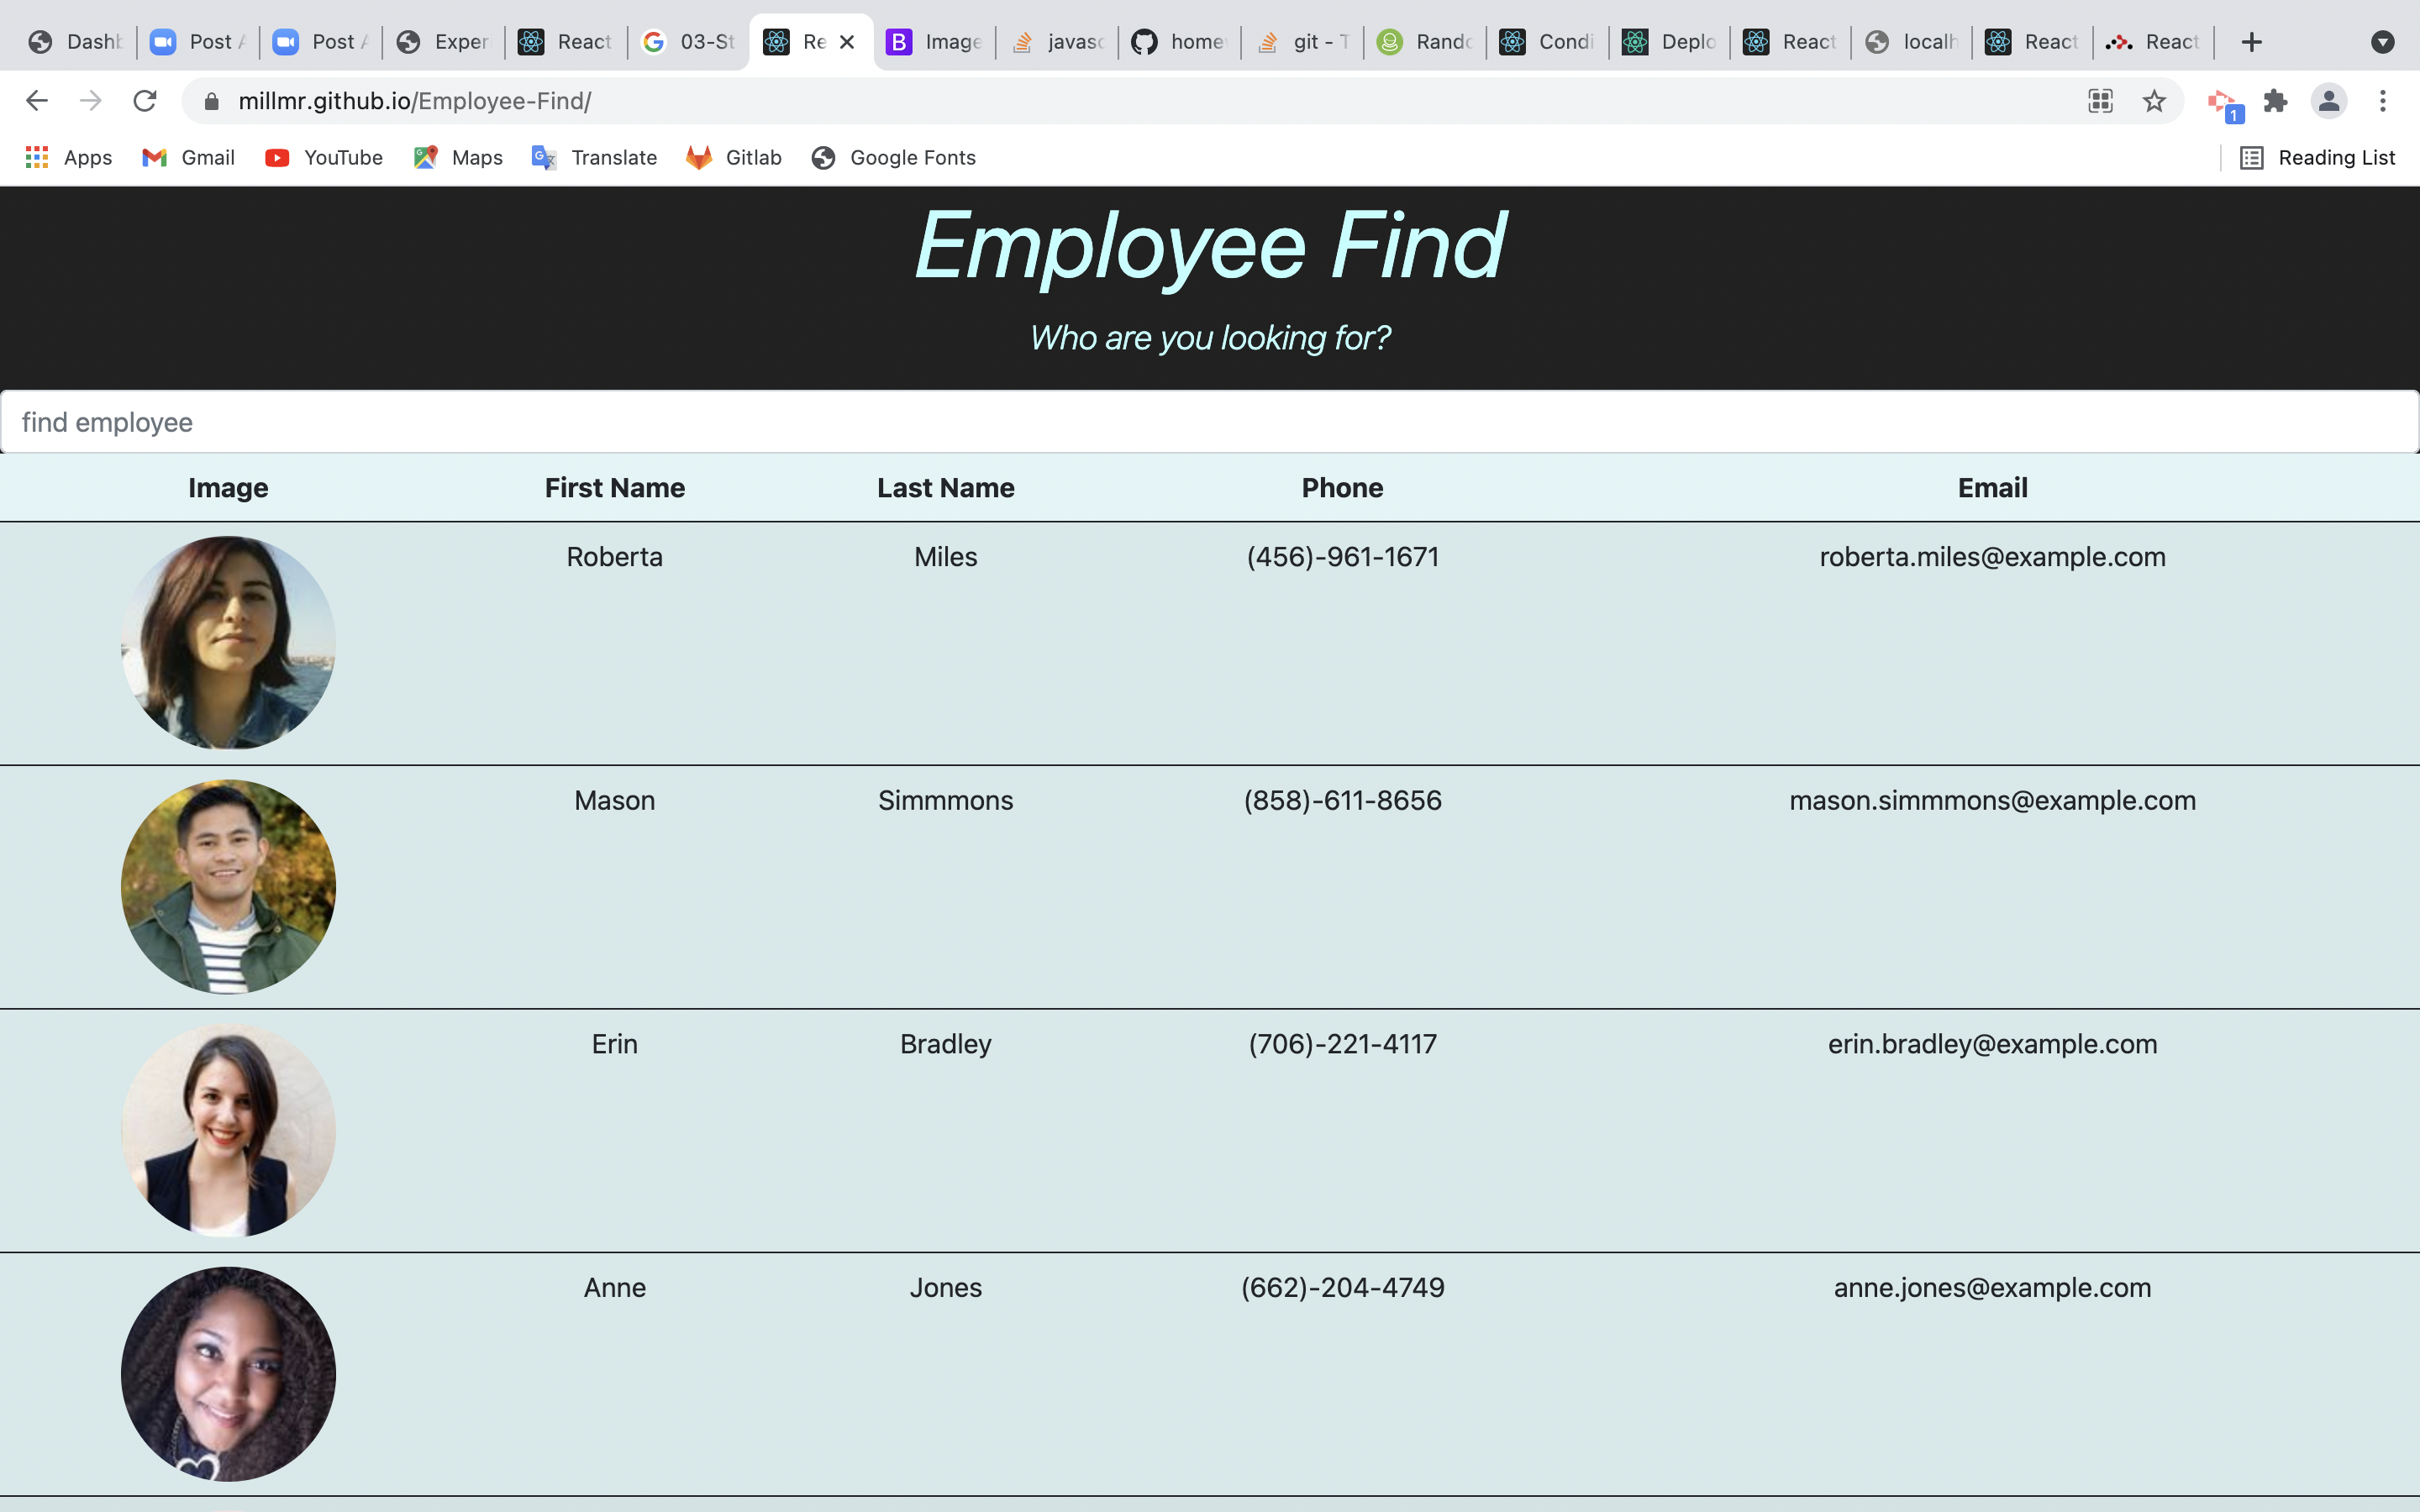 Dashb Post A Post A Exper React 03-St Re Image javasc home git - T Rando Condi Deplo React localh React React
millmr.github.io/Employee-Find/
1
Apps Gmail YouTube Maps Translate Gitlab Google Fonts Reading List
Employee Find
Who are you looking for?
find employee
Image First Name Last Name Phone Email
Roberta Miles (456)-961-1671 roberta.miles@example.com
Mason Simmmons (858)-611-8656 mason.simmmons@example.com
Erin Bradley (706)-221-4117 erin.bradley@example.com
Anne Jones (662)-204-4749 anne.jones@example.com